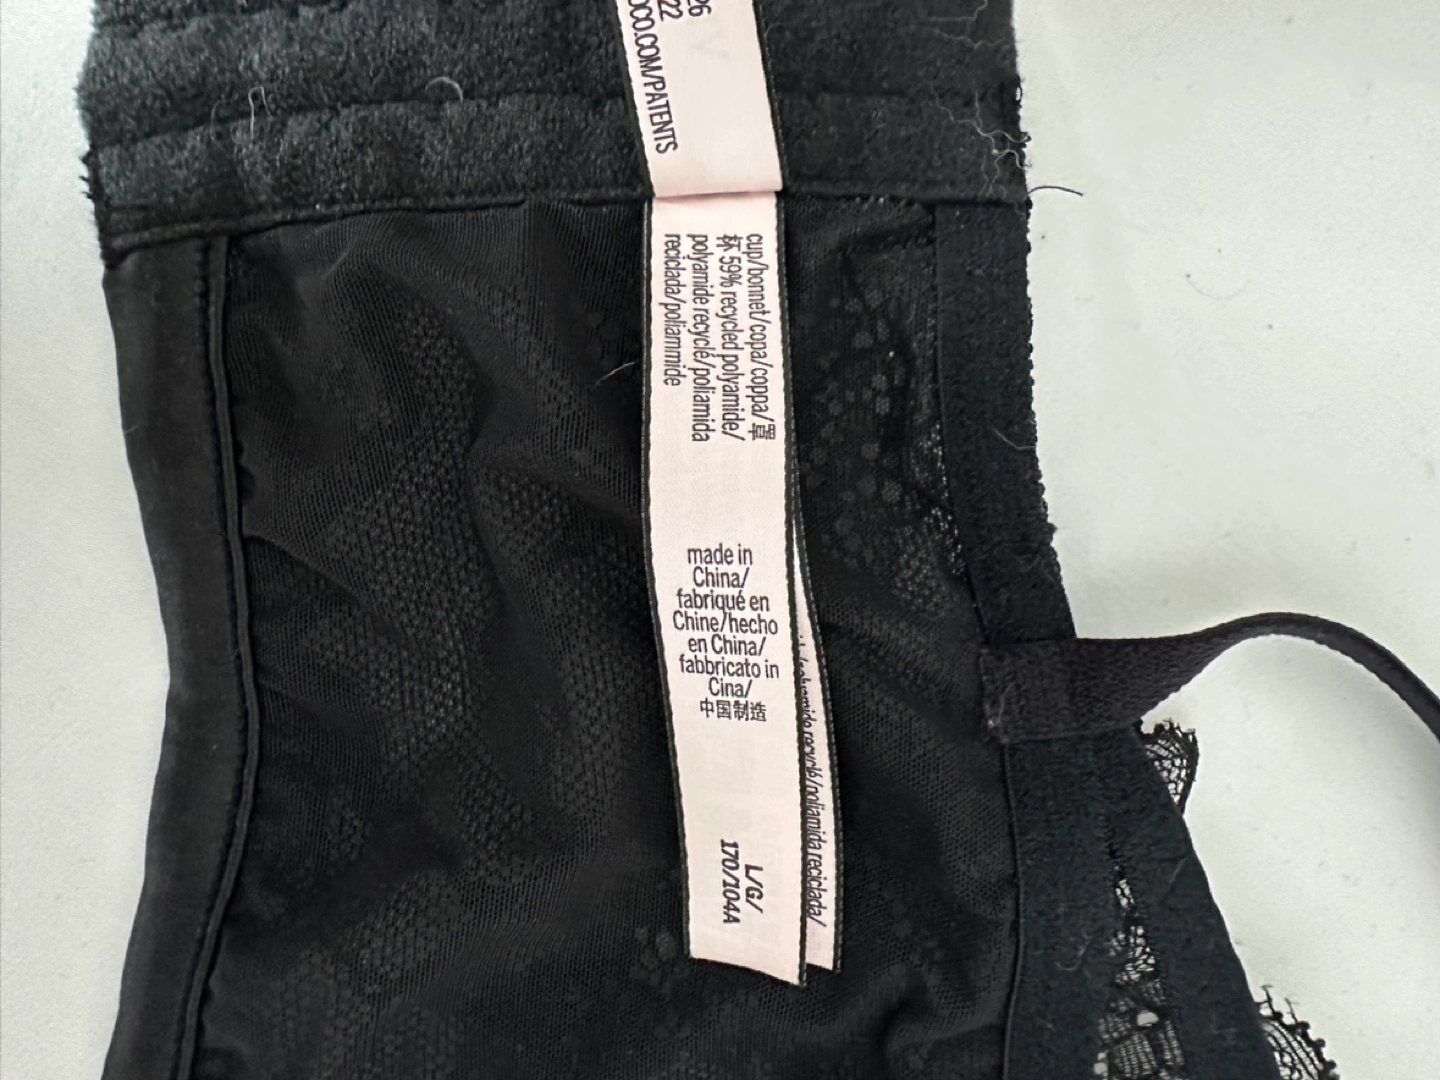 26
22
OCO.COM/PATENTS
cup/bonnet/copa/coppa/罩
杯 59% recycled polyamide/
polyamide recyclé/poliamida
reciclada/poliammide
made in
China/
fabriqué en
Chine/hecho
en China/
fabbricato in
Cina/
中国制造
L/G/
170/104A
recyclé/poliamida reciclada/